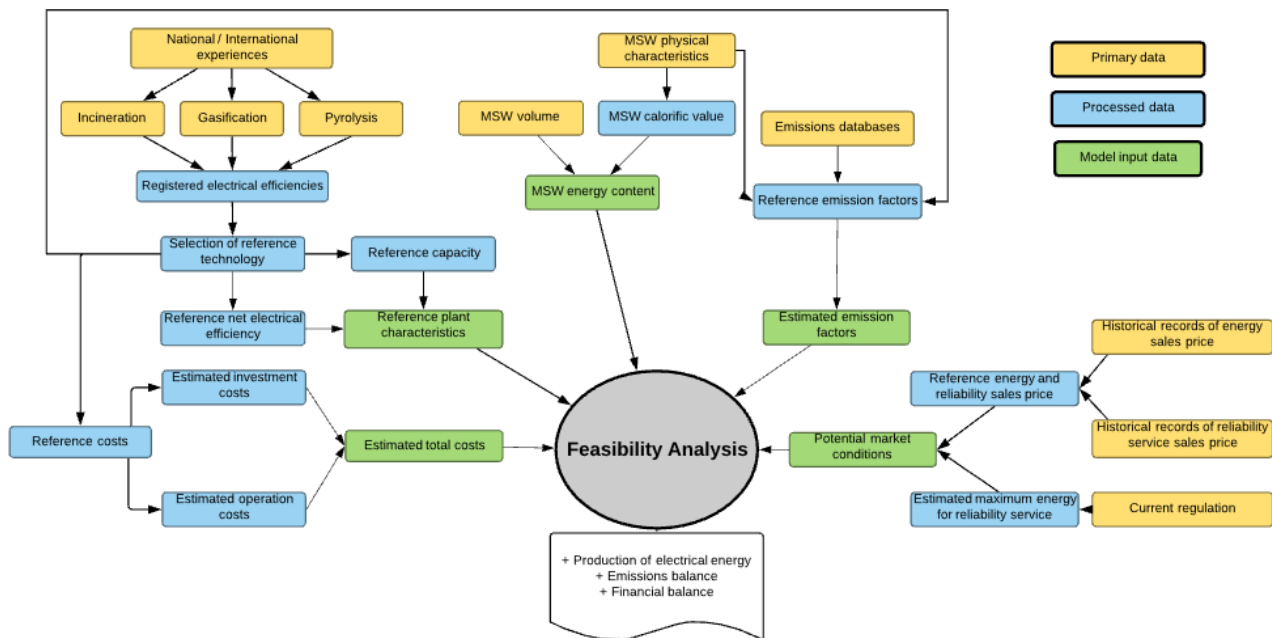 National / International
experiences
MSW physical
characteristics
Primary data
Incineration
Gasification
Pyrolysis
MSW volume
MSW calorific value
Emissions databases
Processed data
Model input data
Registered electrical efficiencies
MSW energy content
Reference emission factors
Selection of reference
technology
Reference capacity
Reference net electrical
efficiency
Reference plant
characteristics
Estimated emission
factors
Historical records of energy
sales price
Estimated investment
costs
Reference energy and
reliability sales price
Reference costs
Estimated total costs
Feasibility Analysis
Potential market
conditions
Historical records of reliability
service sales price
Estimated operation
costs
Estimated maximum energy
for reliability service
Current regulation
+ Production of electrical energy
+ Emissions balance
+ Financial balance